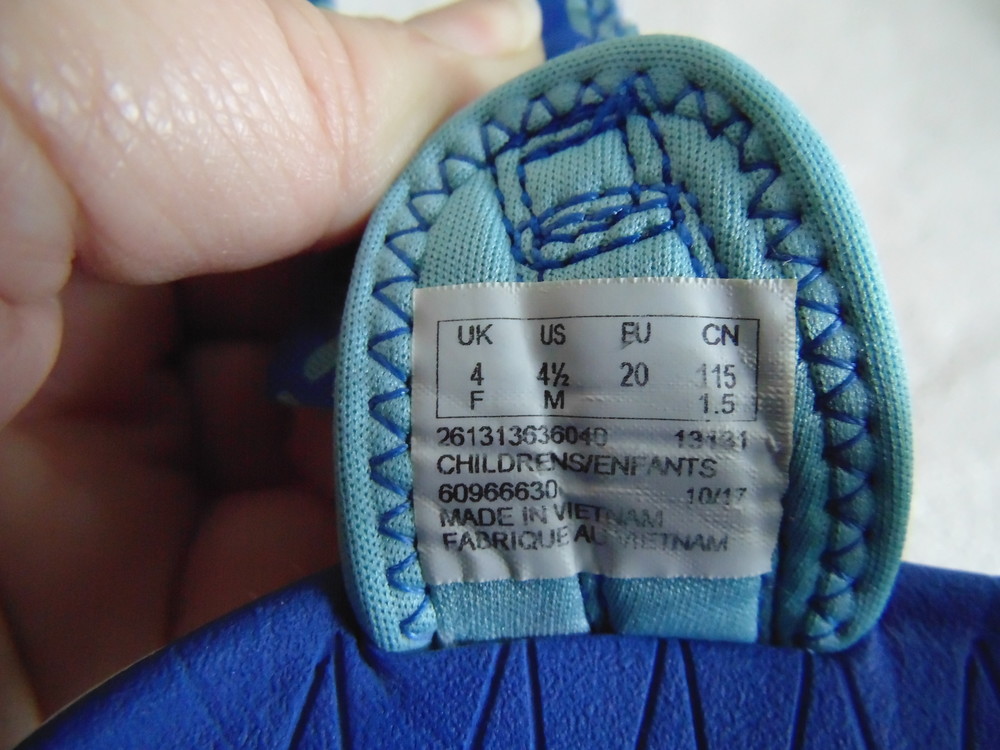 UK US EU CN
4 4½ 20 115
F M 1.5
261313636040 13131
CHILDRENS/ENFANTS
60966630 10/17
MADE IN VIETNAM
FABRIQUE AU VIETNAM